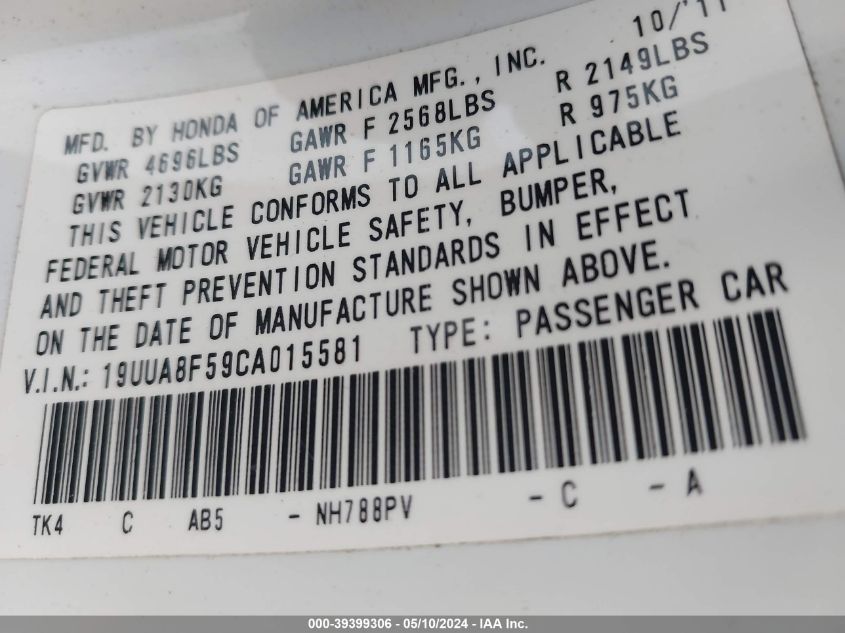 MFD. BY HONDA OF AMERICA MFG., INC. 10/'11
GVWR 4696LBS GAWR F 2568LBS R 2149LBS
GVWR 2130KG GAWR F 1165KG R 975KG
THIS VEHICLE CONFORMS TO ALL APPLICABLE
FEDERAL MOTOR VEHICLE SAFETY, BUMPER,
AND THEFT PREVENTION STANDARDS IN EFFECT
ON THE DATE OF MANUFACTURE SHOWN ABOVE.
V.I.N.: 19UUA8F59CA015581 TYPE: PASSENGER CAR
TK4 C AB5 - NH788PV - C - A
000-39399306 - 05/10/2024 - IAA Inc.